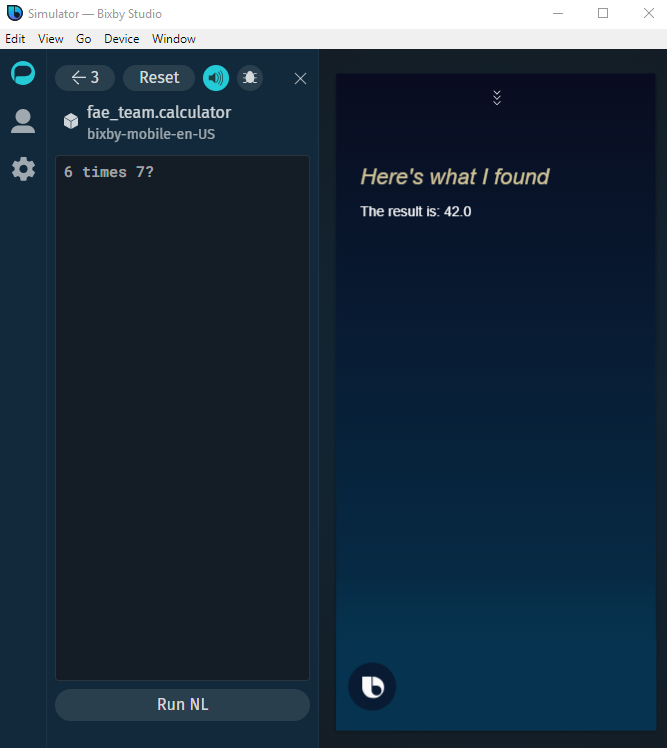 Simulator — Bixby Studio
Edit View Go Device Window
3 Reset
fae_team.calculator
bixby-mobile-en-US
6 times 7?
Run NL
Here's what I found
The result is: 42.0